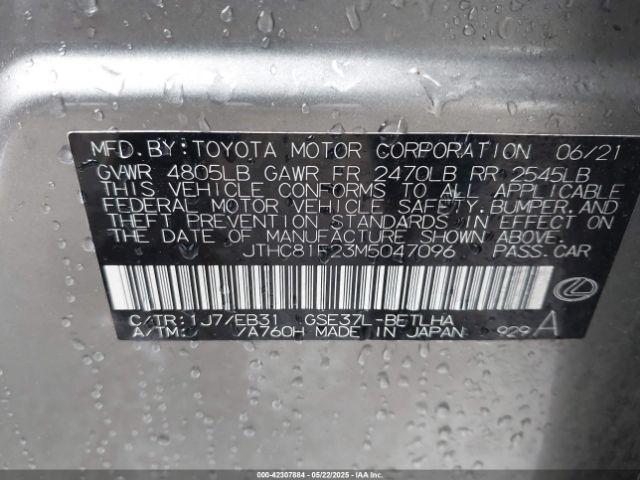 MFD.BY:TOYOTA MOTOR CORPORATION 06/21
GVWR 4805LB GAWR FR 2470LB RR 2545LB
THIS VEHICLE CONFORMS TO ALL APPLICABLE
FEDERAL MOTOR VEHICLE SAFETY,BUMPER,AND
THEFT PREVENTION STANDARDS IN EFFECT ON
THE DATE OF MANUFACTURE SHOWN ABOVE.
JTHC81F23M5047096 PASS.CAR
C/TR:1J7/EB31 GSE37L-BETLHA
A/TM: /A760H MADE IN JAPAN 929 A
000-42307884 - 05/22/2025 - IAAI.COM